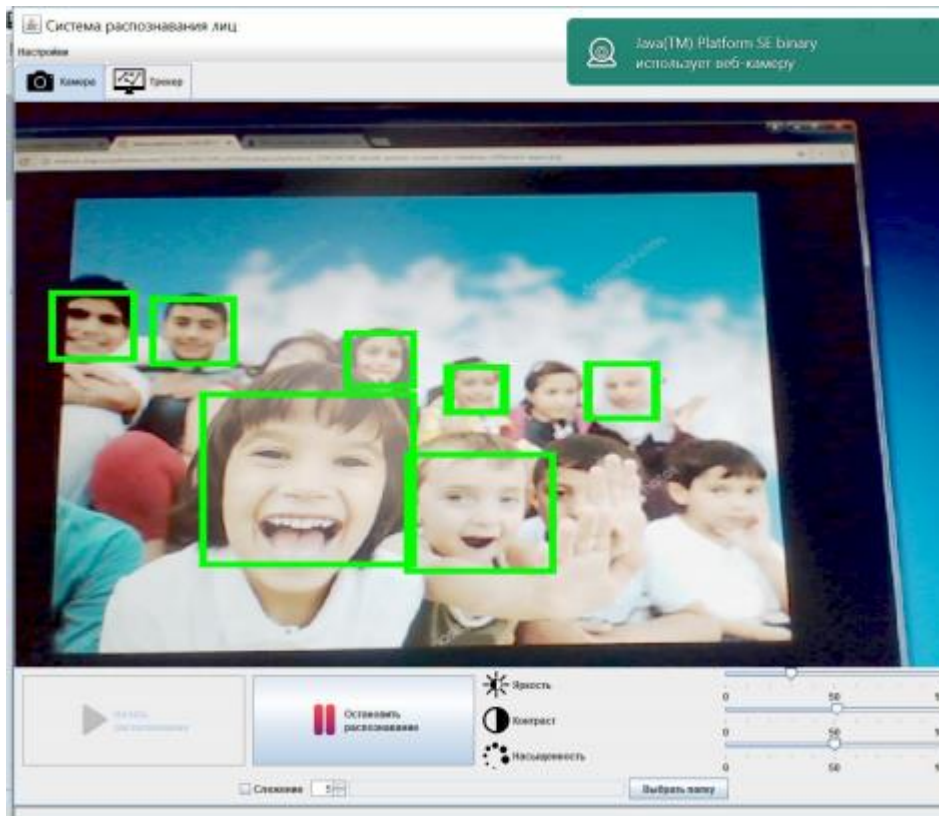 Система распознавания лиц
Java(TM) Platform SE binary
использует веб-камеру
Настройки
Камера
Трекер
Остановить
распознавание
Яркость
0 50
Контраст
0 50
Насыщенность
0 50
Сложение 5
Выбрать папку